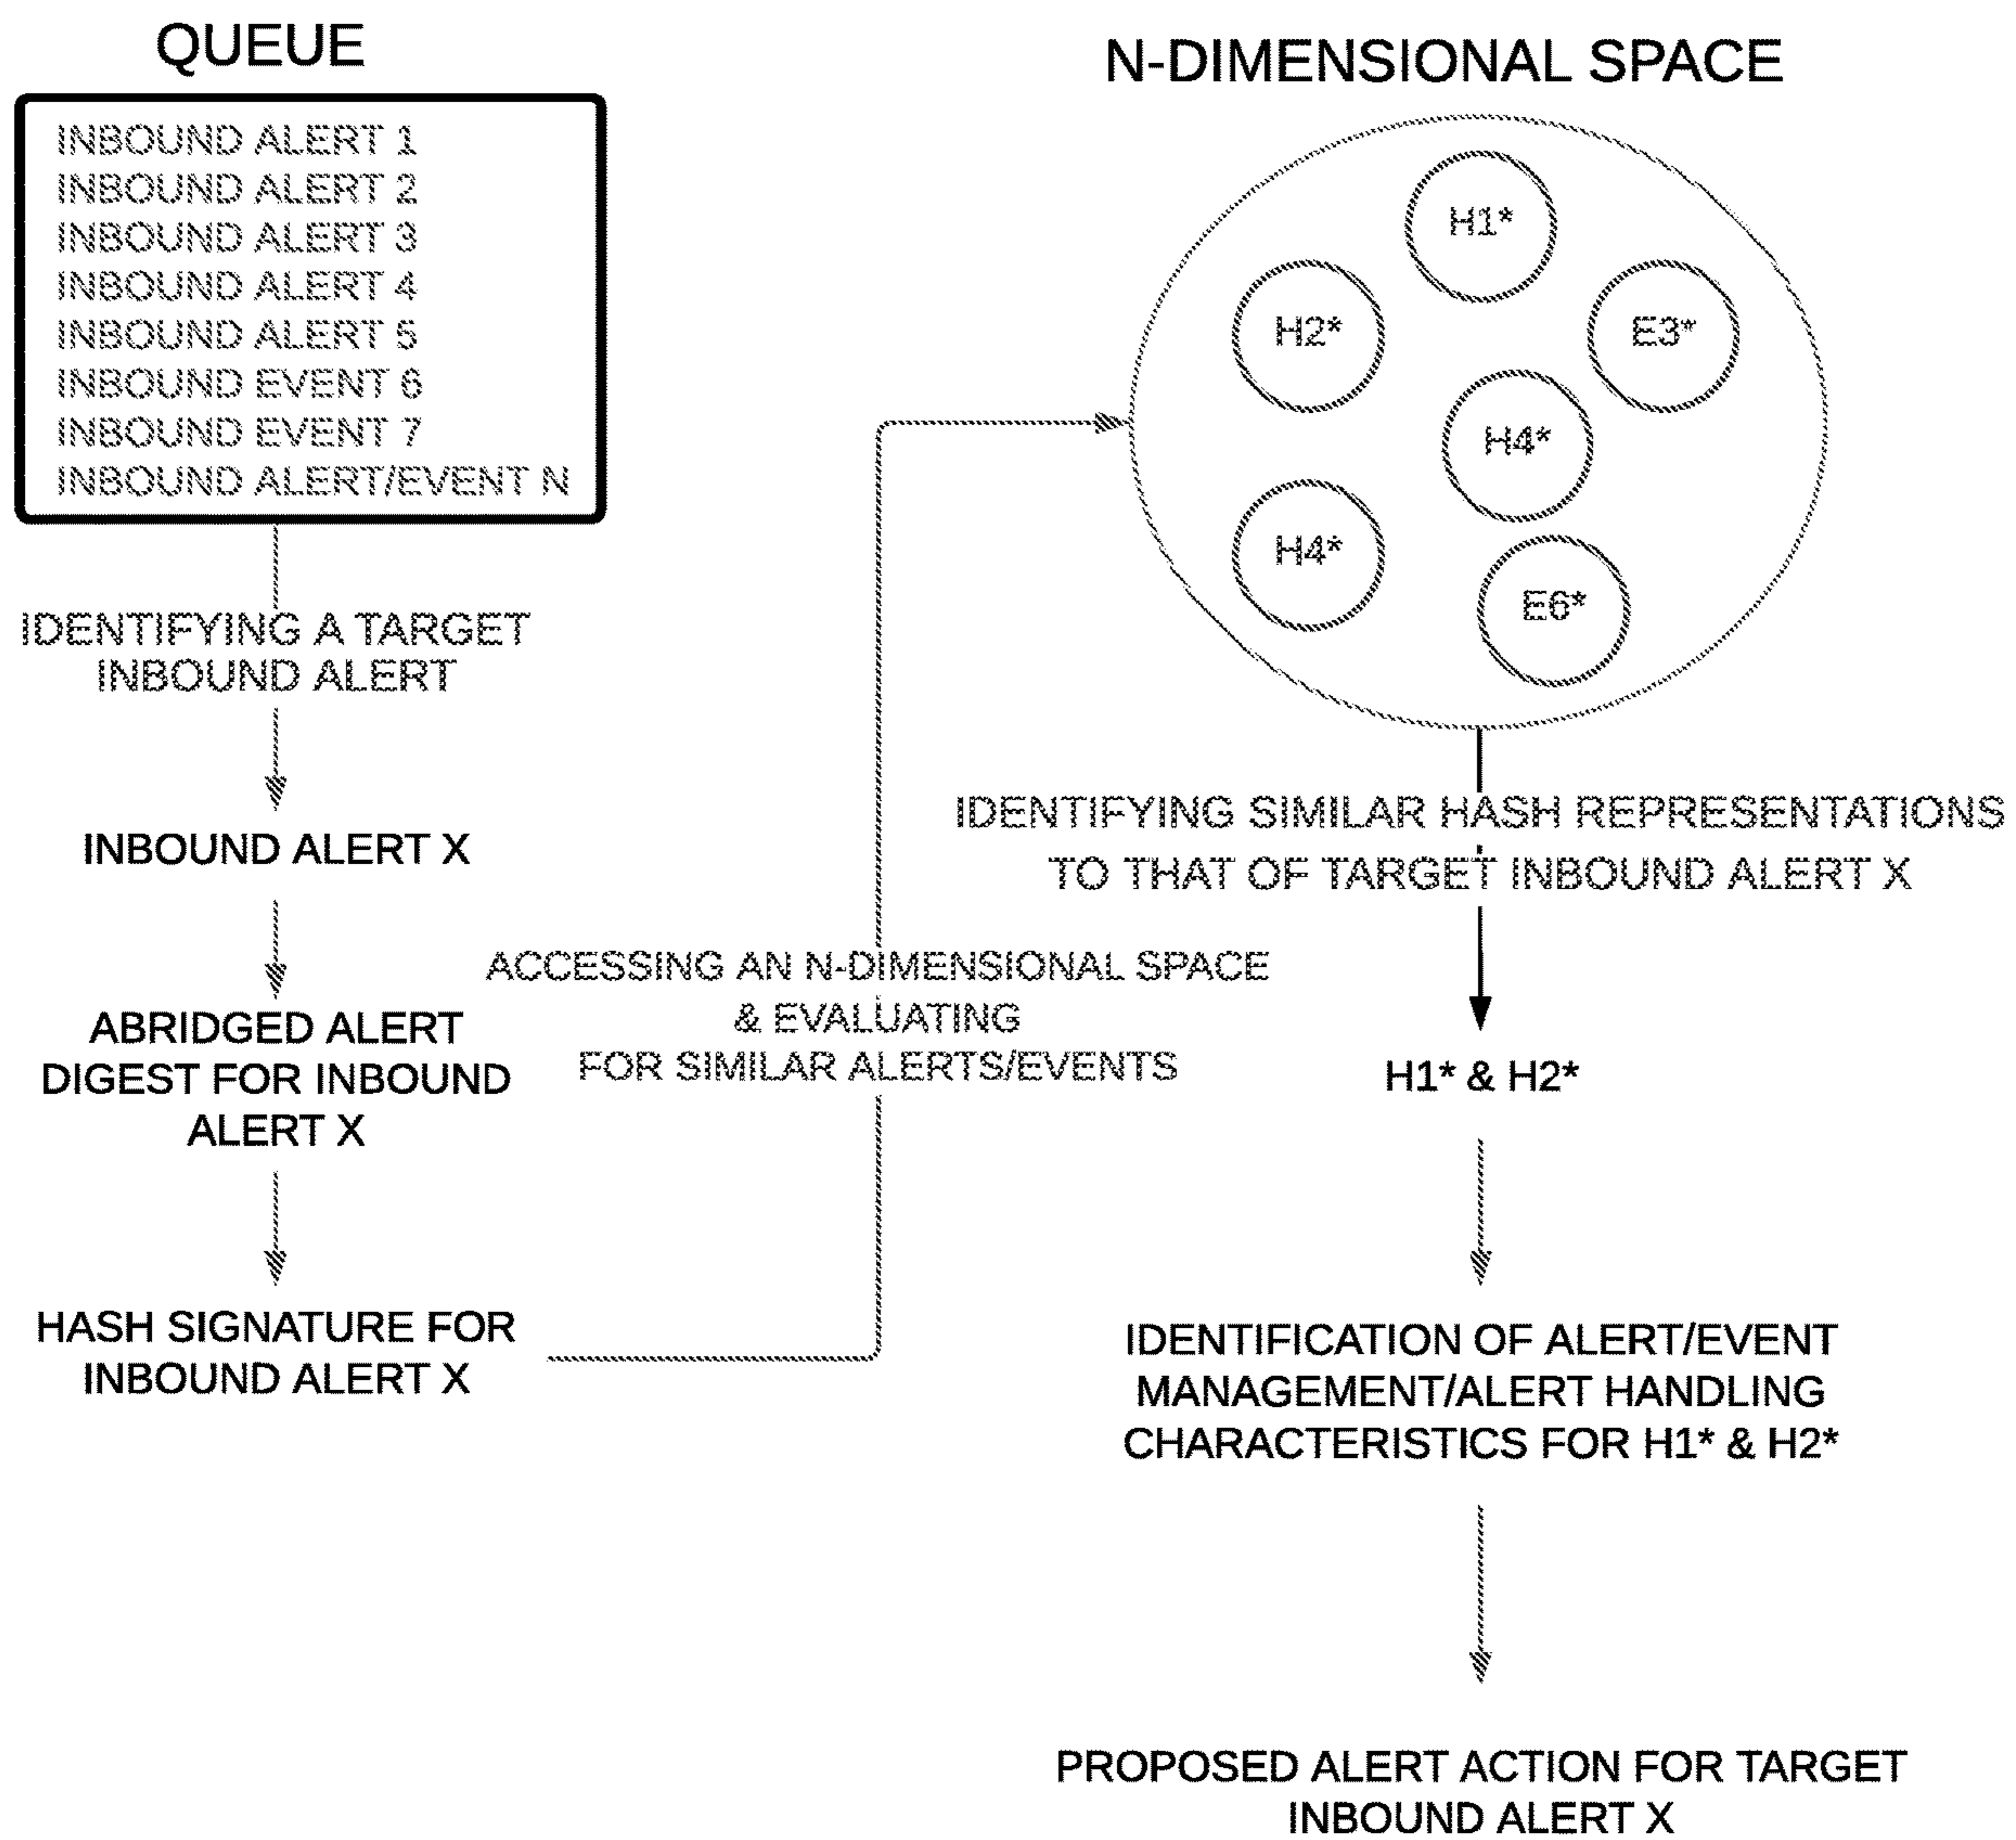 QUEUE
INBOUND ALERT 1
INBOUND ALERT 2
INBOUND ALERT 3
INBOUND ALERT 4
INBOUND ALERT 5
INBOUND EVENT 6
INBOUND EVENT 7
INBOUND ALERT/EVENT N
IDENTIFYING A TARGET
INBOUND ALERT
INBOUND ALERT X
ABRIDGED ALERT
DIGEST FOR INBOUND
ALERT X
HASH SIGNATURE FOR
INBOUND ALERT X
ACCESSING AN N-DIMENSIONAL SPACE
& EVALUATING
FOR SIMILAR ALERTS/EVENTS
N-DIMENSIONAL SPACE
H1*
H2*
E3*
H4*
H4*
E6*
IDENTIFYING SIMILAR HASH REPRESENTATIONS
TO THAT OF TARGET INBOUND ALERT X
H1* & H2*
IDENTIFICATION OF ALERT/EVENT
MANAGEMENT/ALERT HANDLING
CHARACTERISTICS FOR H1* & H2*
PROPOSED ALERT ACTION FOR TARGET
INBOUND ALERT X